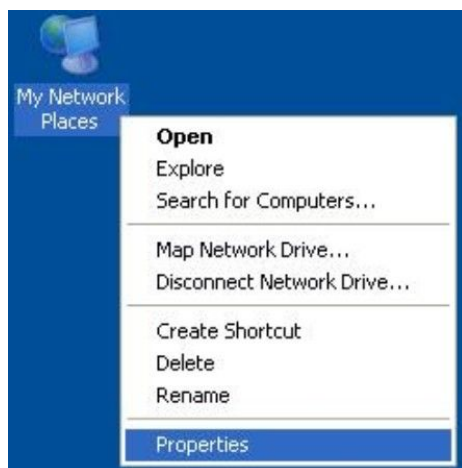 My Network
Places
Open
Explore
Search for Computers...
Map Network Drive...
Disconnect Network Drive...
Create Shortcut
Delete
Rename
Properties